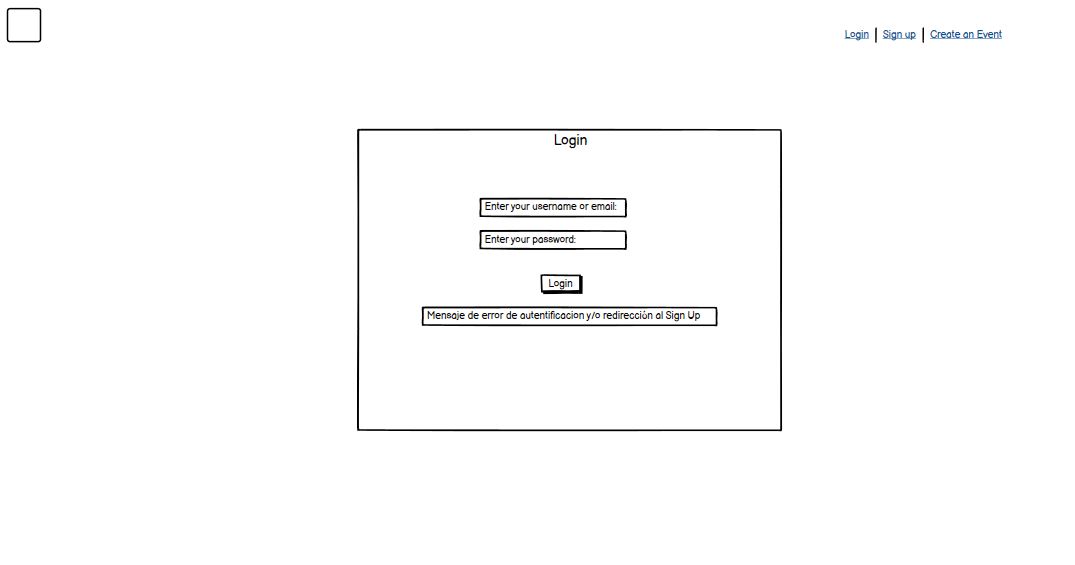 Login | Sign up | Create an Event
Login
Enter your username or email:
Enter your password:
Login
Mensaje de error de autentificacion y/o redirección al Sign Up